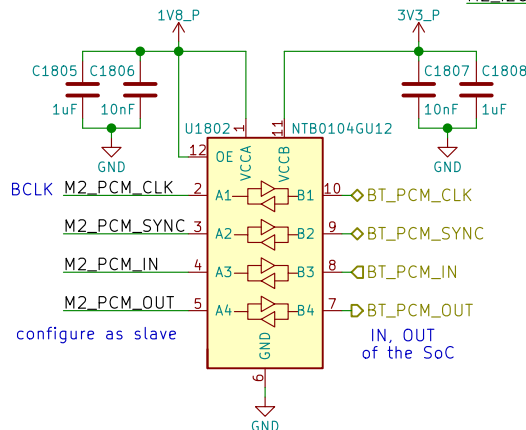 1V8_P
3V3_P
C1805
C1806
C1807
C1808
1uF
10nF
10nF
1uF
U1802
NTB0104GU12
GND
GND
1
11
12
OE
VCCA
VCCB
BCLK
M2_PCM_CLK
2
A1
B1
10
BT_PCM_CLK
M2_PCM_SYNC
3
A2
B2
9
BT_PCM_SYNC
M2_PCM_IN
4
A3
B3
8
BT_PCM_IN
M2_PCM_OUT
5
A4
B4
7
BT_PCM_OUT
configure as slave
GND
IN, OUT
of the SoC
6
GND